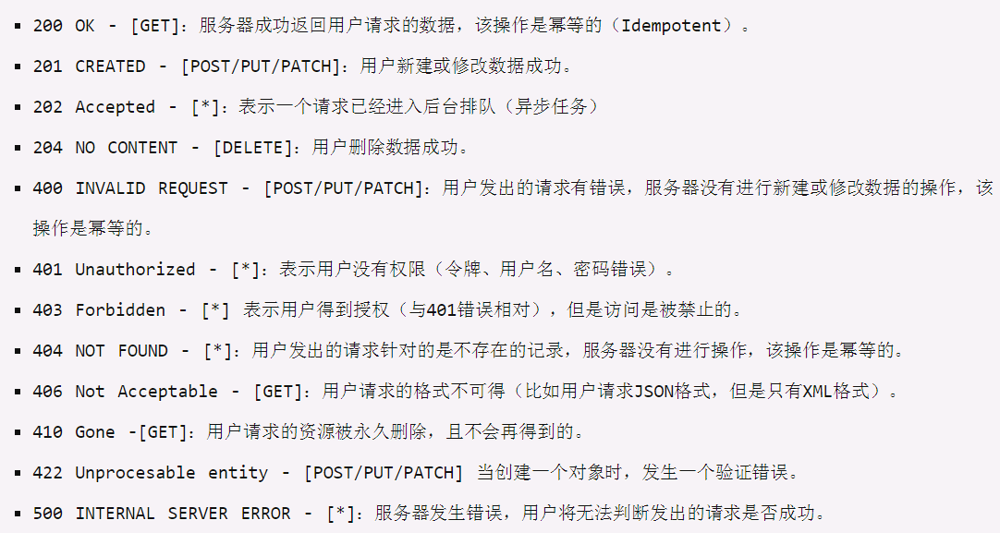 ▪ 200 OK - [GET]：服务器成功返回用户请求的数据，该操作是幂等的（Idempotent）。
▪ 201 CREATED - [POST/PUT/PATCH]：用户新建或修改数据成功。
▪ 202 Accepted - [*]：表示一个请求已经进入后台排队（异步任务）
▪ 204 NO CONTENT - [DELETE]：用户删除数据成功。
▪ 400 INVALID REQUEST - [POST/PUT/PATCH]：用户发出的请求有错误，服务器没有进行新建或修改数据的操作，该
操作是幂等的。
▪ 401 Unauthorized - [*]：表示用户没有权限（令牌、用户名、密码错误）。
▪ 403 Forbidden - [*] 表示用户得到授权（与401错误相对），但是访问是被禁止的。
▪ 404 NOT FOUND - [*]：用户发出的请求针对的是不存在的记录，服务器没有进行操作，该操作是幂等的。
▪ 406 Not Acceptable - [GET]：用户请求的格式不可得（比如用户请求JSON格式，但是只有XML格式）。
▪ 410 Gone -[GET]：用户请求的资源被永久删除，且不会再得到的。
▪ 422 Unprocesable entity - [POST/PUT/PATCH] 当创建一个对象时，发生一个验证错误。
▪ 500 INTERNAL SERVER ERROR - [*]：服务器发生错误，用户将无法判断发出的请求是否成功。